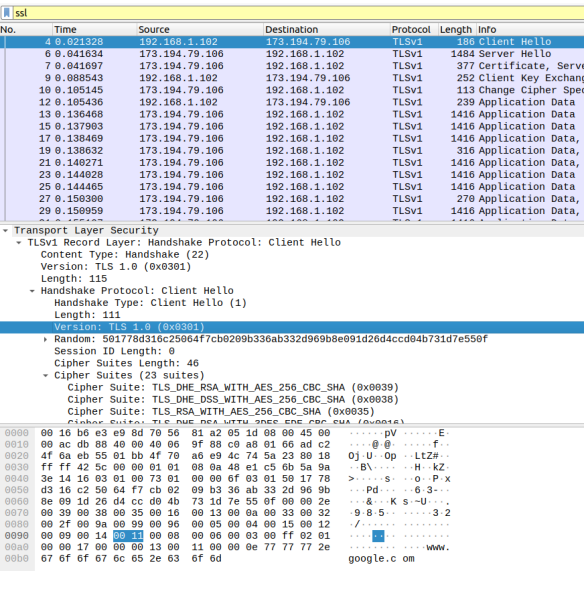 ssl
No. Time Source Destination Protocol Length Info
4 0.021328 192.168.1.102 173.194.79.106 TLSv1 186 Client Hello
6 0.041634 173.194.79.106 192.168.1.102 TLSv1 1484 Server Hello
7 0.041697 173.194.79.106 192.168.1.102 TLSv1 377 Certificate, Serve
9 0.088543 192.168.1.102 173.194.79.106 TLSv1 252 Client Key Exchang
10 0.105145 173.194.79.106 192.168.1.102 TLSv1 113 Change Cipher Spec
12 0.105436 192.168.1.102 173.194.79.106 TLSv1 239 Application Data
13 0.136468 173.194.79.106 192.168.1.102 TLSv1 1416 Application Data
15 0.137903 173.194.79.106 192.168.1.102 TLSv1 1416 Application Data
17 0.138469 173.194.79.106 192.168.1.102 TLSv1 1416 Application Data,
19 0.138632 173.194.79.106 192.168.1.102 TLSv1 316 Application Data,
21 0.140271 173.194.79.106 192.168.1.102 TLSv1 1416 Application Data,
23 0.144028 173.194.79.106 192.168.1.102 TLSv1 1416 Application Data,
25 0.144465 173.194.79.106 192.168.1.102 TLSv1 1416 Application Data,
27 0.150300 173.194.79.106 192.168.1.102 TLSv1 270 Application Data,
29 0.150959 173.194.79.106 192.168.1.102 TLSv1 1416 Application Data,
Transport Layer Security
TLSv1 Record Layer: Handshake Protocol: Client Hello
Content Type: Handshake (22)
Version: TLS 1.0 (0x0301)
Length: 115
Handshake Protocol: Client Hello
Handshake Type: Client Hello (1)
Length: 111
Version: TLS 1.0 (0x0301)
Random: 501778d316c25064f7cb0209b336ab332d969b8e091d26d4ccd04b731d7e550f
Session ID Length: 0
Cipher Suites Length: 46
Cipher Suites (23 suites)
Cipher Suite: TLS_DHE_RSA_WITH_AES_256_CBC_SHA (0x0039)
Cipher Suite: TLS_DHE_DSS_WITH_AES_256_CBC_SHA (0x0038)
Cipher Suite: TLS_RSA_WITH_AES_256_CBC_SHA (0x0035)
Cipher Suite: TLS_DHE_RSA_WITH_3DES_EDE_CBC_SHA (0x0016)
0000 00 16 b6 e3 e9 8d 70 56 81 a2 05 1d 08 00 45 00 ······pV ······E·
0010 00 ac db 88 40 00 40 06 9f 88 c0 a8 01 66 ad c2 ····@·@· ·····f··
0020 4f 6a eb 55 01 bb 4f 70 a6 e9 4c 74 5a 23 80 18 Oj·U··Op ··LtZ#··
0030 ff ff 42 5c 00 00 01 01 08 0a 48 e1 c5 6b 5a 9a ··B\···· ··H··kZ·
0040 3e 14 16 03 01 00 73 01 00 00 6f 03 01 50 17 78 >·····s· ··o··P·x
0050 d3 16 c2 50 64 f7 cb 02 09 b3 36 ab 33 2d 96 9b ···Pd··· ··6·3-··
0060 8e 09 1d 26 d4 cc d0 4b 73 1d 7e 55 0f 00 00 2e ···&···K s·~U···.
0070 00 39 00 38 00 35 00 16 00 13 00 0a 00 33 00 32 ·9·8·5·· ·····3·2
0080 00 2f 00 9a 00 99 00 96 00 05 00 04 00 15 00 12 ·/······ ········
0090 00 09 00 14 00 11 00 08 00 06 00 03 00 ff 02 01 ········ ········
00a0 00 00 17 00 00 00 13 00 11 00 00 0e 77 77 77 2e ········ ····www.
00b0 67 6f 6f 67 6c 65 2e 63 6f 6d google.c om